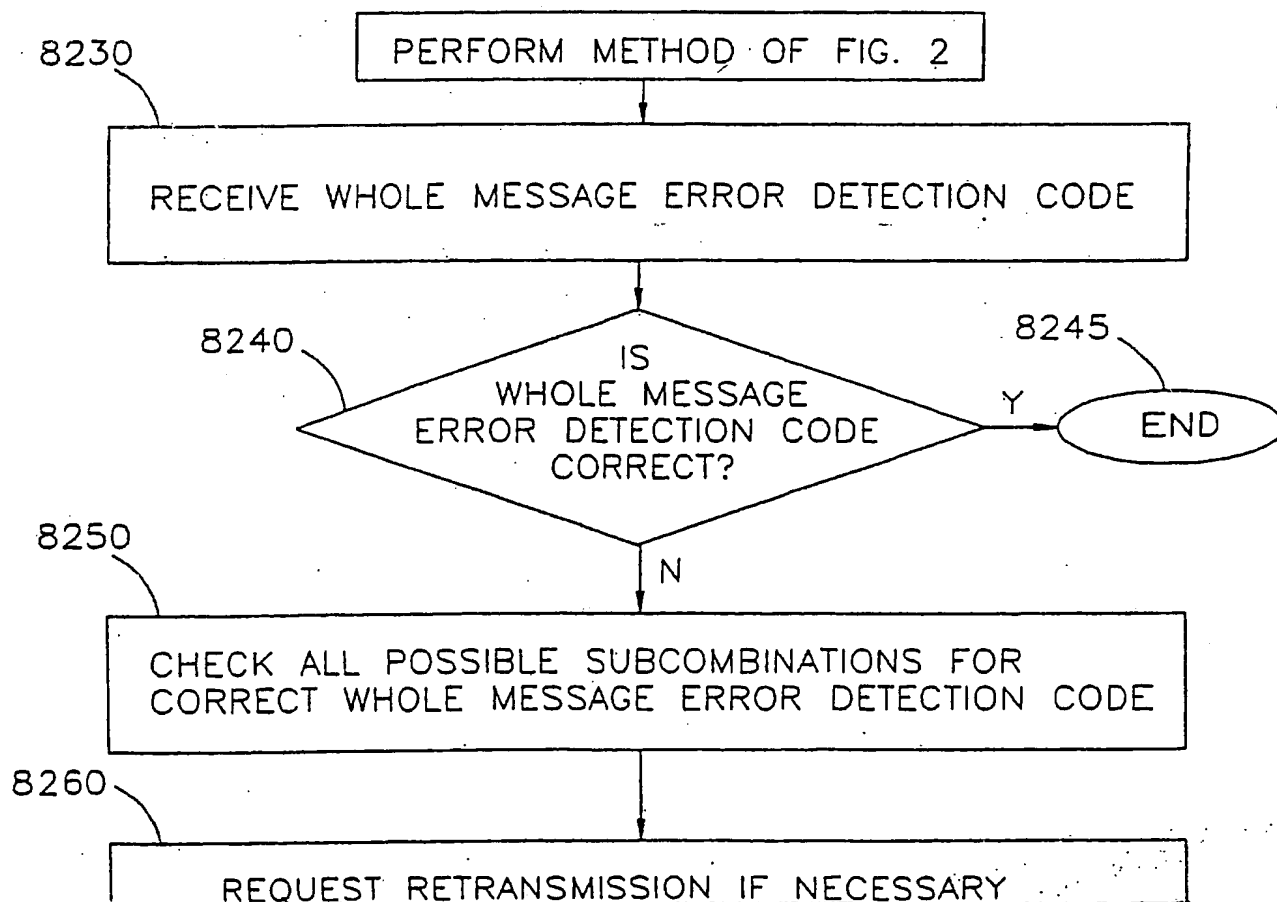 PERFORM METHOD OF FIG. 2
8230
RECEIVE WHOLE MESSAGE ERROR DETECTION CODE
8240
IS
WHOLE MESSAGE
ERROR DETECTION CODE
CORRECT?
Y
8245
END
N
8250
CHECK ALL POSSIBLE SUBCOMBINATIONS FOR
CORRECT WHOLE MESSAGE ERROR DETECTION CODE
8260
REQUEST RETRANSMISSION IF NECESSARY